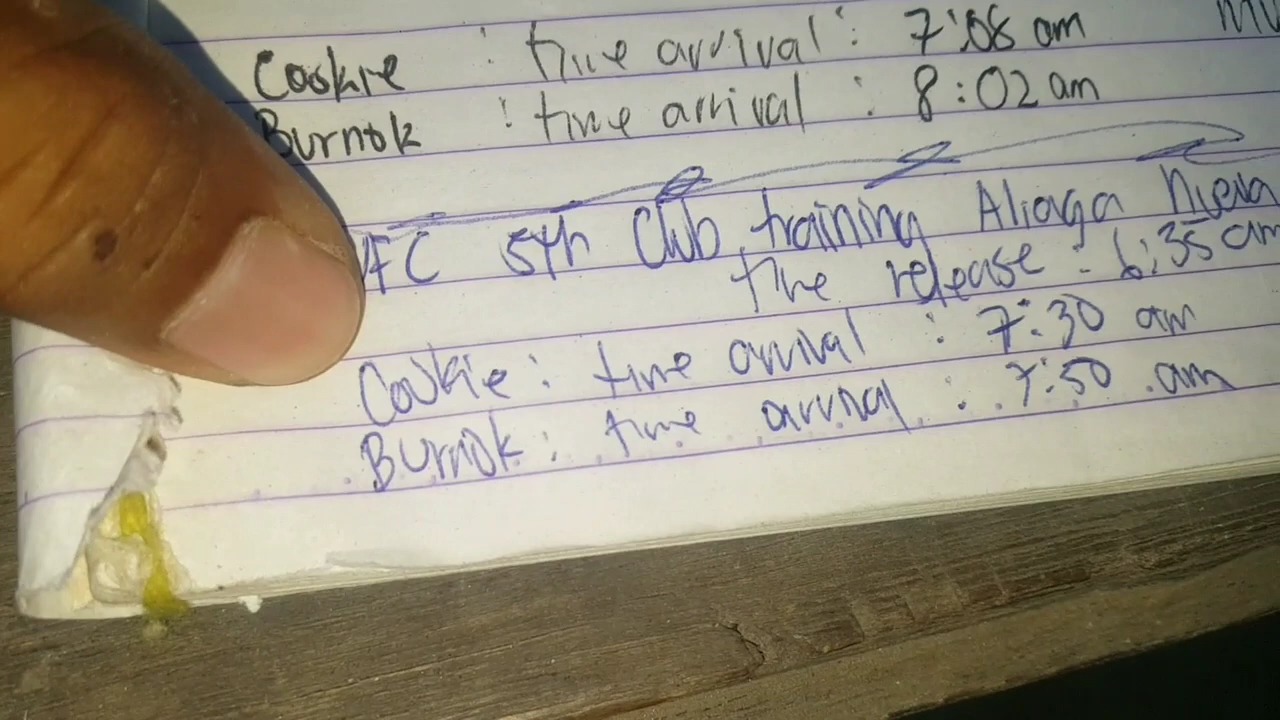 Cookie : time arrival : 7:08 am
Burnok : time arrival : 8:02 am
FC 5th Club training Aliaga Nueva
Time release : 6:35 am
Cookie : time arrival : 7:30 am
Burnok : time arrival : 7:50 am